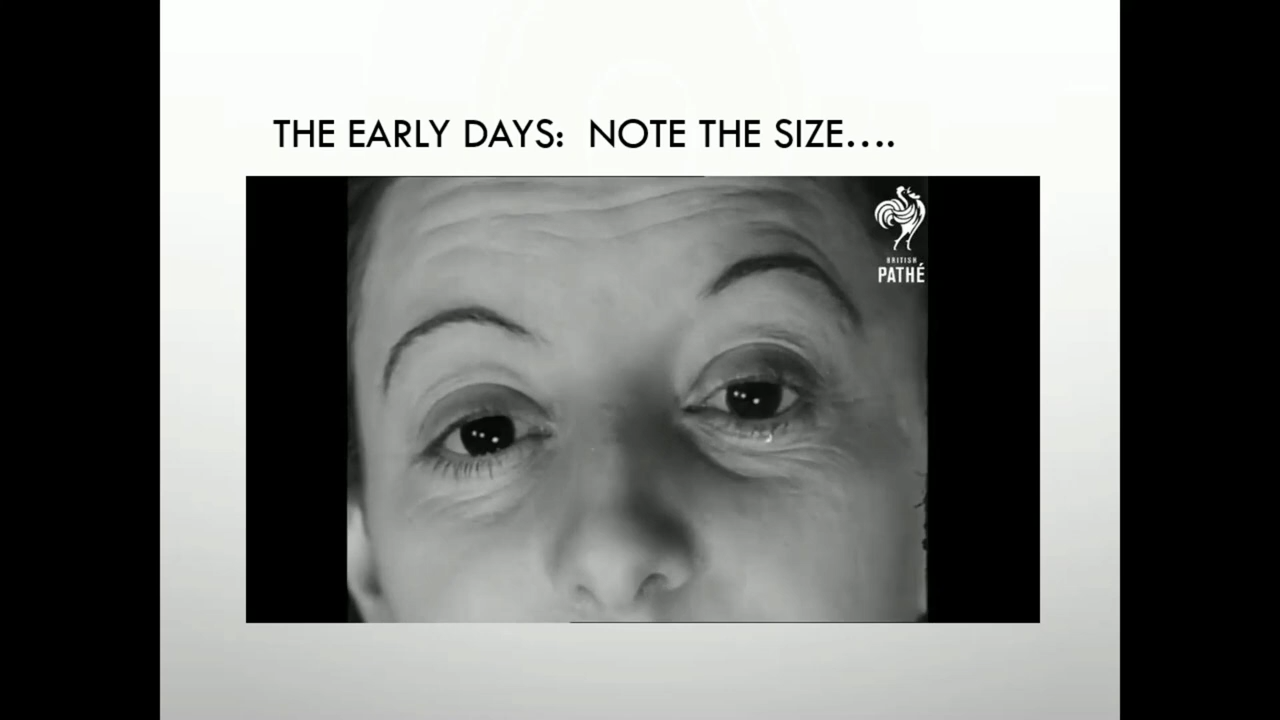 THE EARLY DAYS:  NOTE THE SIZE....
BRITISH
PATHÉ